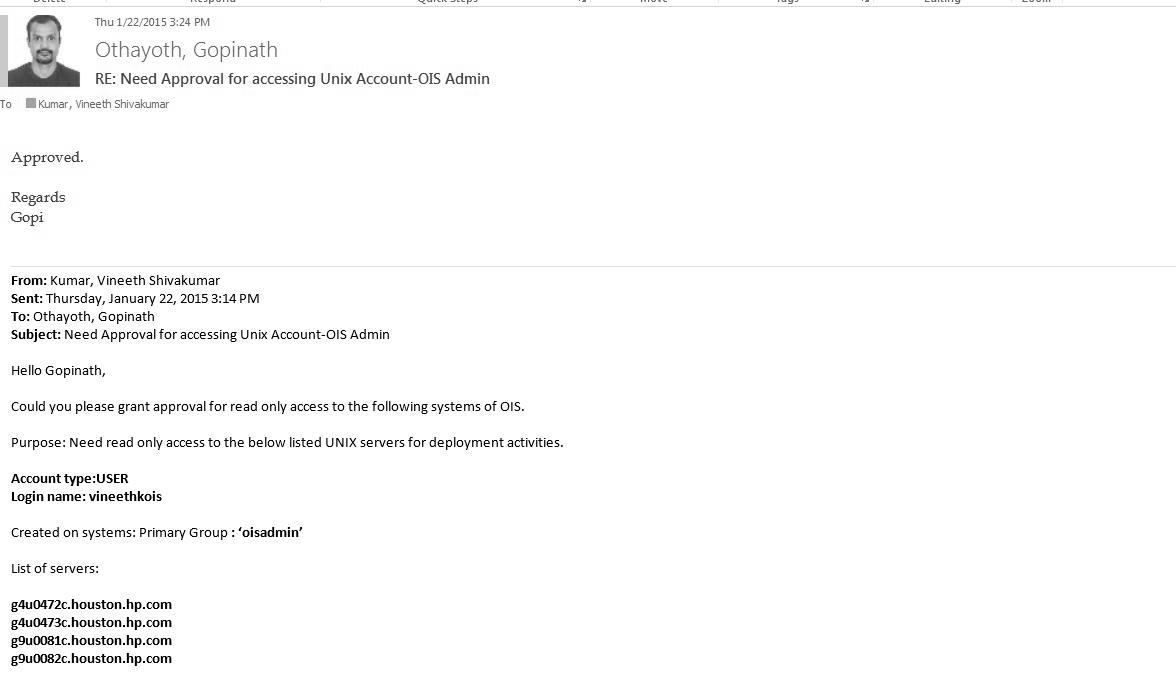 Delete Respond Quick Steps Move Tags Editing Zoom
Thu 1/22/2015 3:24 PM
Othayoth, Gopinath
RE: Need Approval for accessing Unix Account-OIS Admin
To Kumar, Vineeth Shivakumar
Approved.
Regards
Gopi
From: Kumar, Vineeth Shivakumar
Sent: Thursday, January 22, 2015 3:14 PM
To: Othayoth, Gopinath
Subject: Need Approval for accessing Unix Account-OIS Admin
Hello Gopinath,
Could you please grant approval for read only access to the following systems of OIS.
Purpose: Need read only access to the below listed UNIX servers for deployment activities.
Account type:USER
Login name: vineethkois
Created on systems: Primary Group : ‘oisadmin’
List of servers:
g4u0472c.houston.hp.com
g4u0473c.houston.hp.com
g9u0081c.houston.hp.com
g9u0082c.houston.hp.com